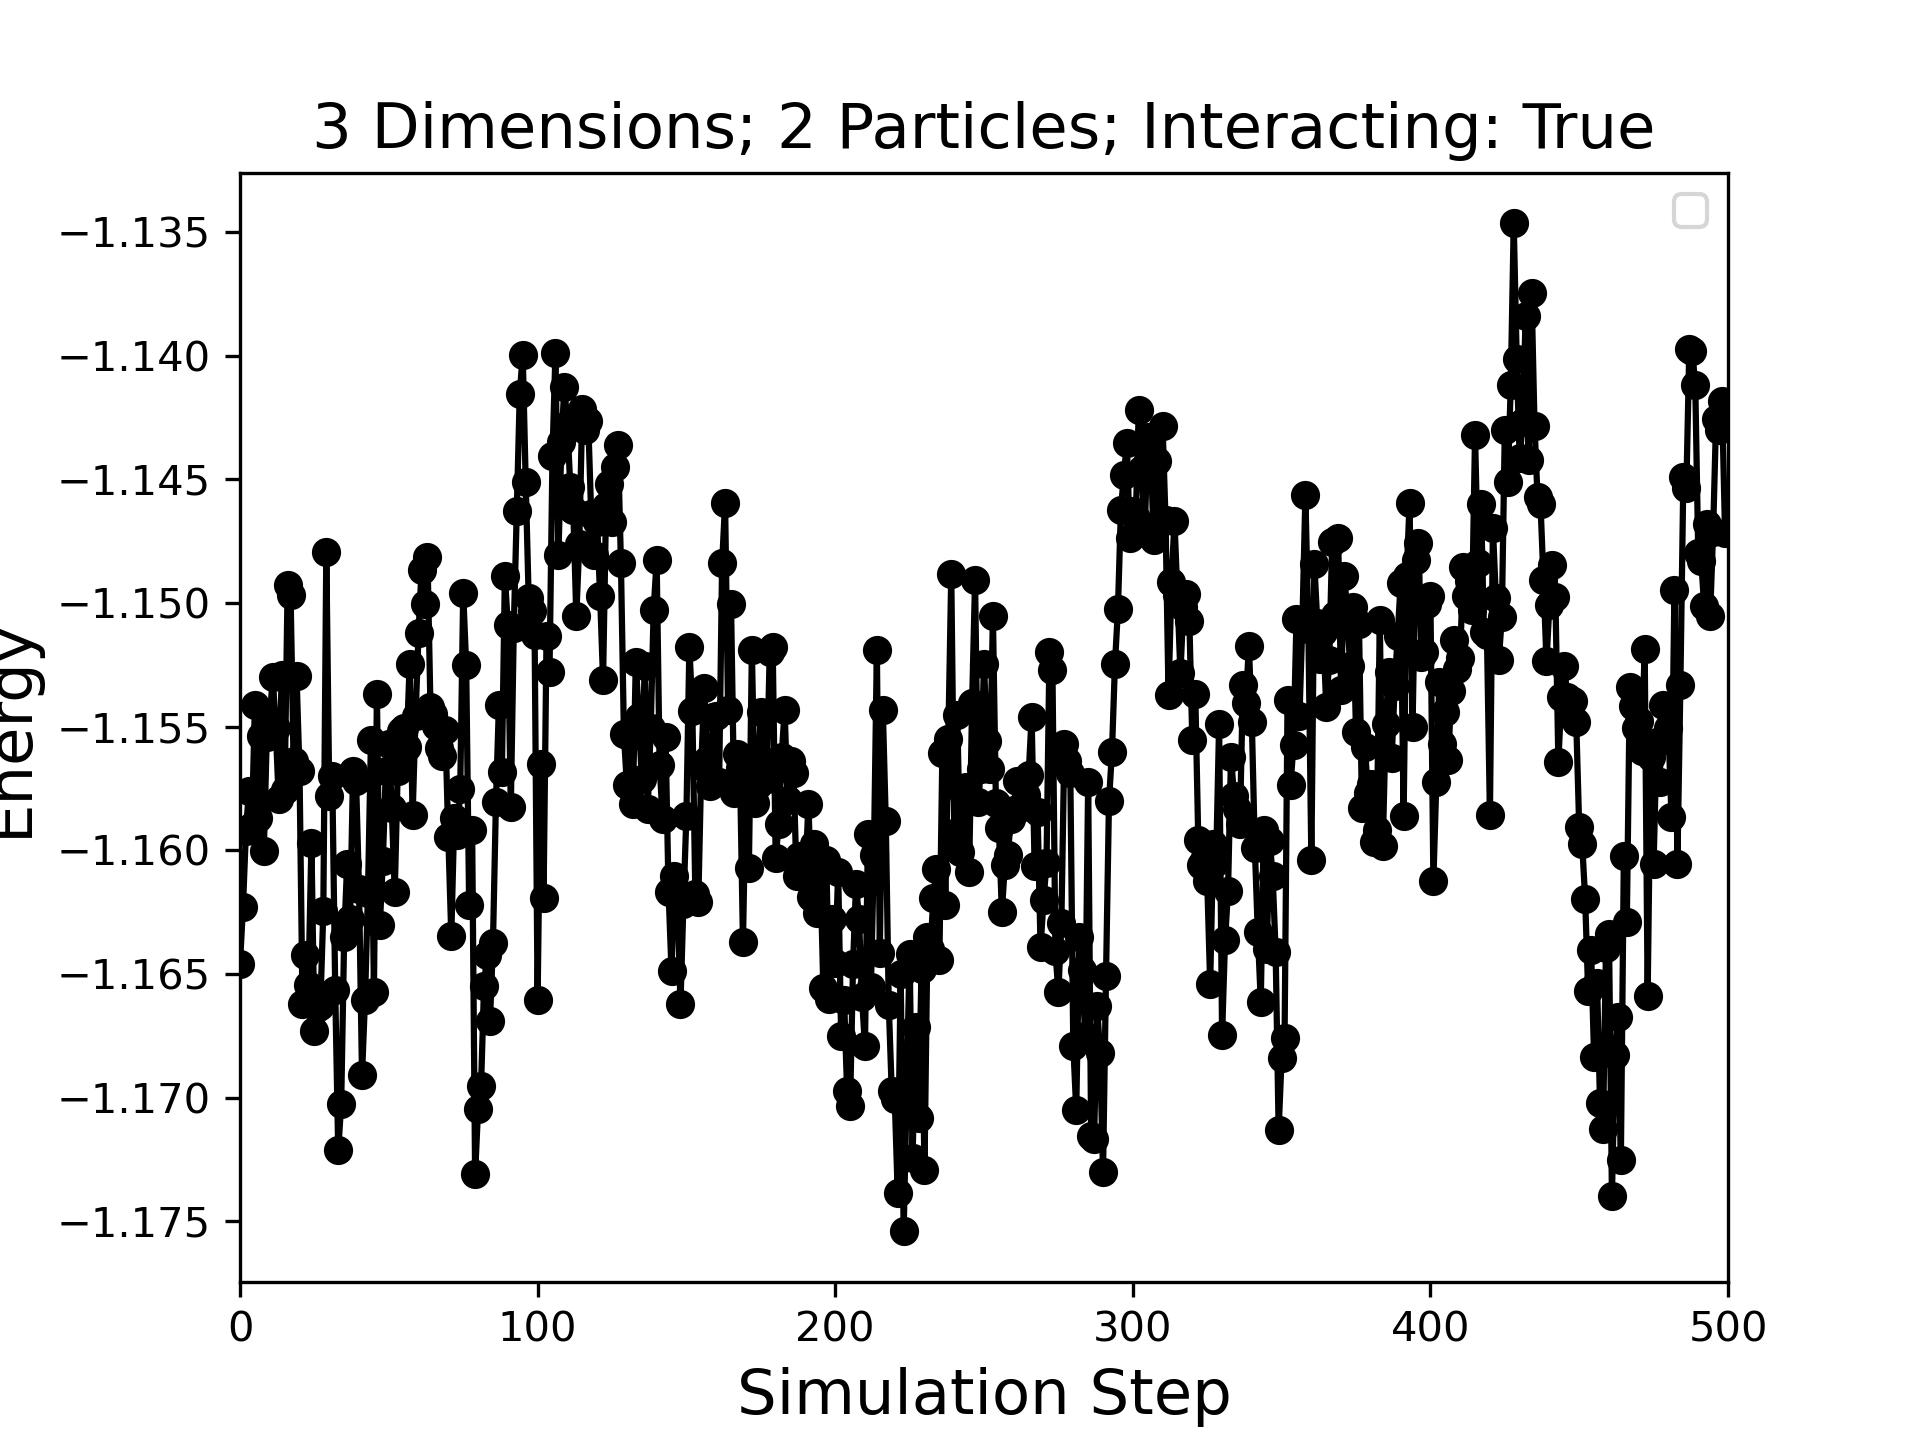 3 Dimensions; 2 Particles; Interacting: True
−1.135
−1.140
−1.145
−1.150
−1.155
−1.160
−1.165
−1.170
−1.175
Energy
0 100 200 300 400 500
Simulation Step